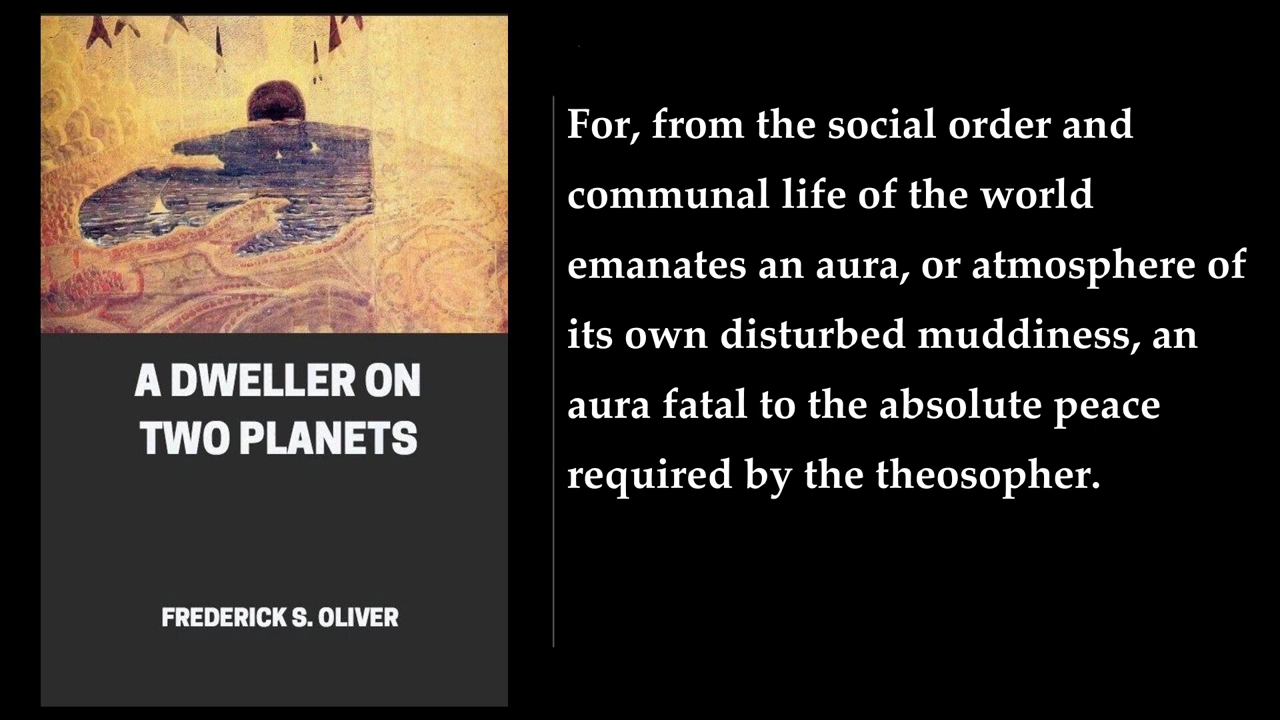 A DWELLER ON
TWO PLANETS
FREDERICK S. OLIVER
For, from the social order and
communal life of the world
emanates an aura, or atmosphere of
its own disturbed muddiness, an
aura fatal to the absolute peace
required by the theosopher.